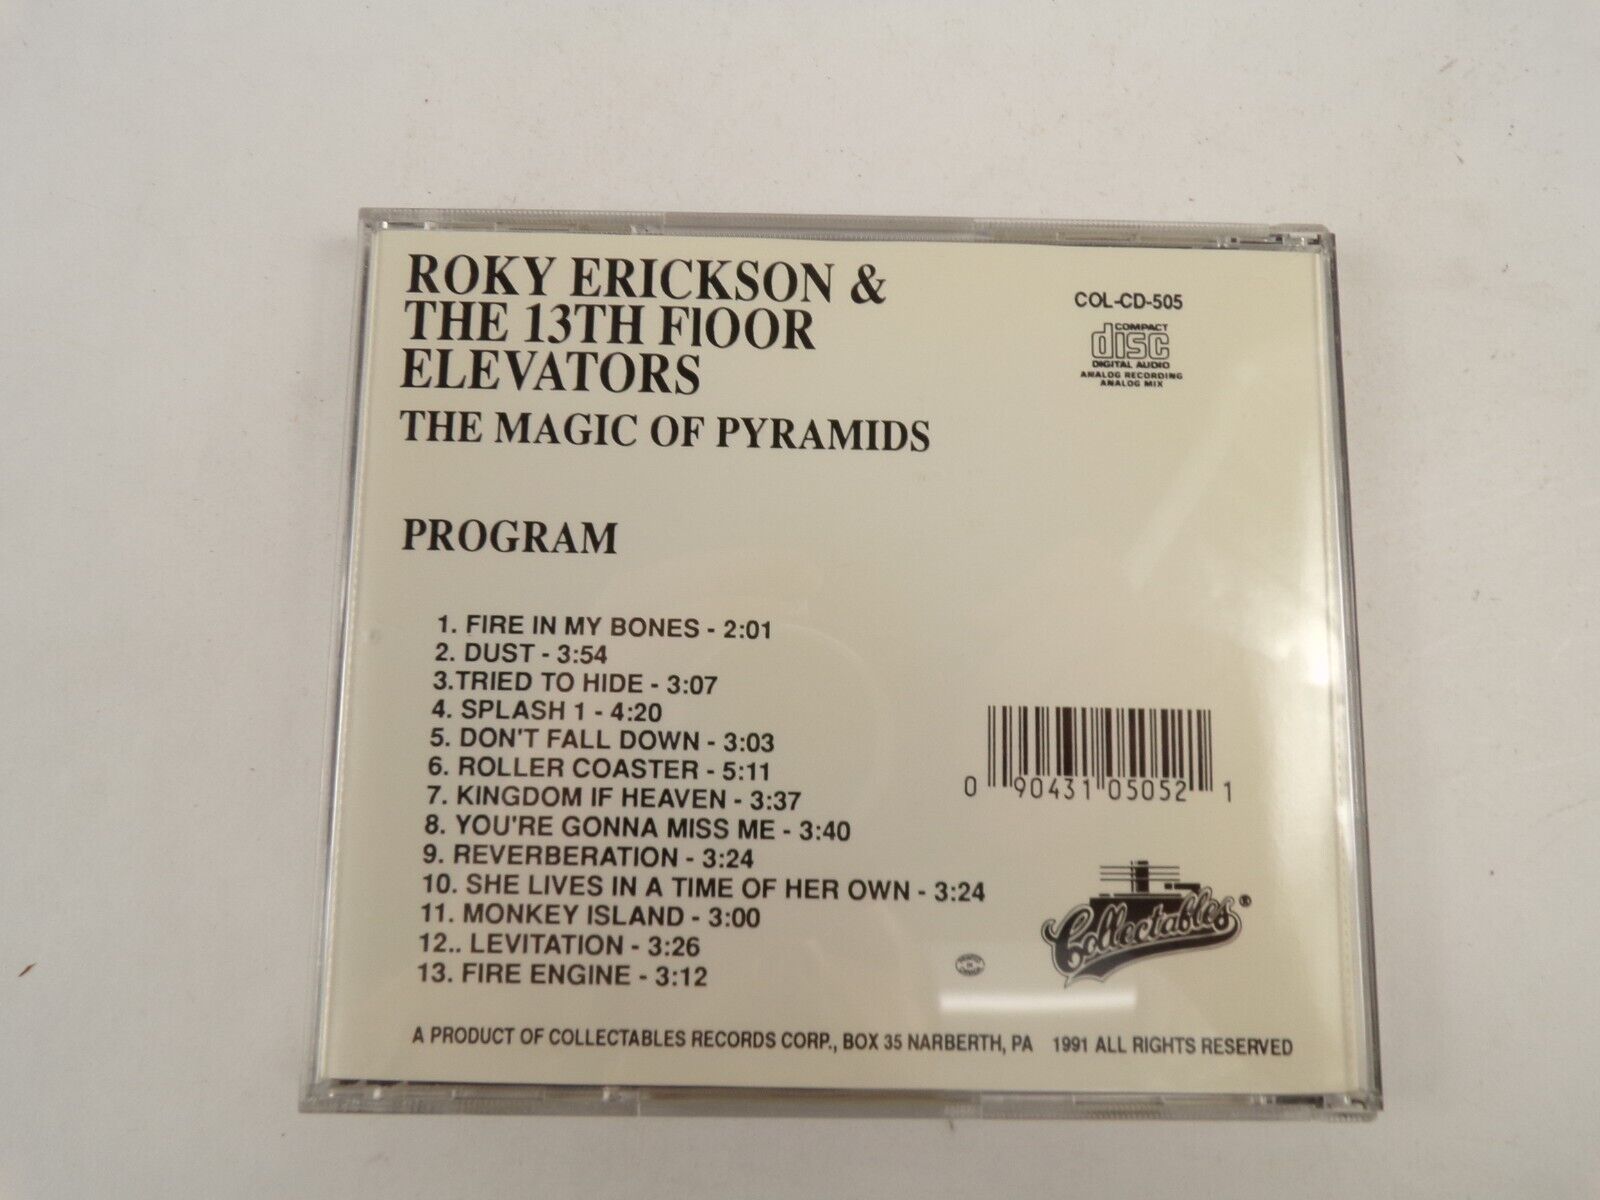 ROKY ERICKSON &
THE 13TH FlOOR
ELEVATORS
THE MAGIC OF PYRAMIDS
COL-CD-505
COMPACT
disc
DIGITAL AUDIO
ANALOG RECORDING
ANALOG MIX
PROGRAM
1. FIRE IN MY BONES - 2:01
2. DUST - 3:54
3.TRIED TO HIDE - 3:07
4. SPLASH 1 - 4:20
5. DON'T FALL DOWN - 3:03
6. ROLLER COASTER - 5:11
7. KINGDOM IF HEAVEN - 3:37
8. YOU'RE GONNA MISS ME - 3:40
9. REVERBERATION - 3:24
10. SHE LIVES IN A TIME OF HER OWN - 3:24
11. MONKEY ISLAND - 3:00
12.. LEVITATION - 3:26
13. FIRE ENGINE - 3:12
0 90431 05052 1
Collectables®
A PRODUCT OF COLLECTABLES RECORDS CORP., BOX 35 NARBERTH, PA 1991 ALL RIGHTS RESERVED